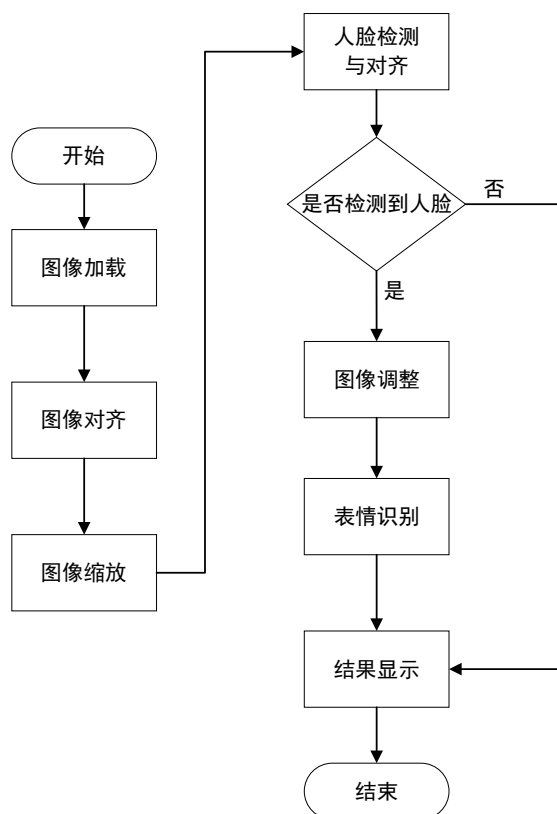 开始
图像加载
图像对齐
图像缩放
人脸检测
与对齐
是否检测到人脸
否
是
图像调整
表情识别
结果显示
结束